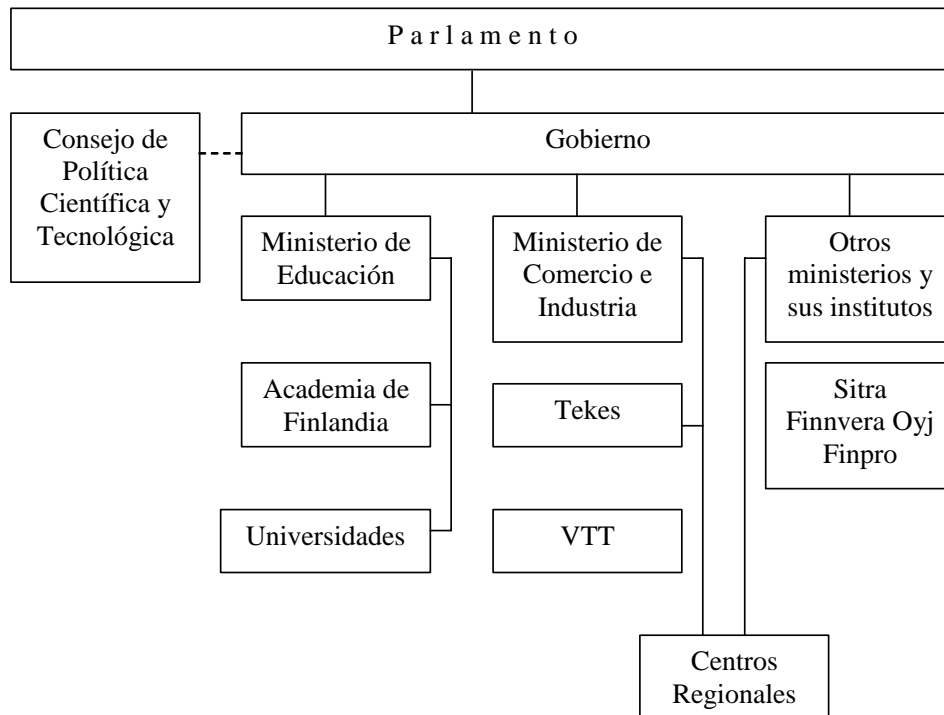 Parlamento
Consejo de
Política
Científica y
Tecnológica
Gobierno
Ministerio de
Educación
Ministerio de
Comercio e
Industria
Otros
ministerios y
sus institutos
Academia de
Finlandia
Tekes
Sitra
Finnvera Oyj
Finpro
Universidades
VTT
Centros
Regionales